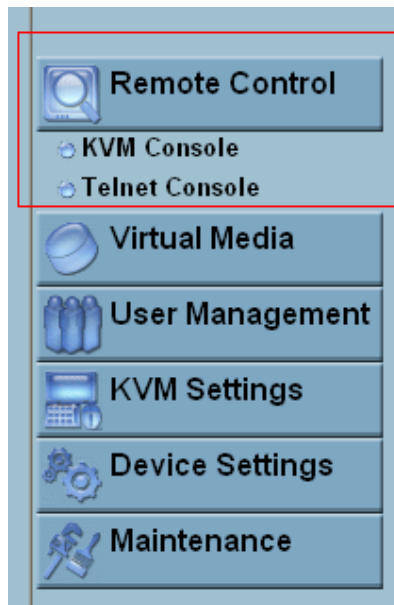 Remote Control
KVM Console
Telnet Console
Virtual Media
User Management
KVM Settings
Device Settings
Maintenance